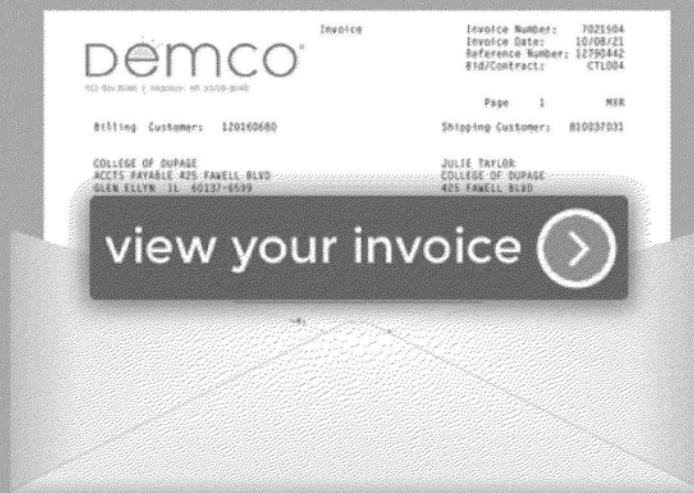 Invoice
Invoice Number: 7021504
Invoice Date: 10/08/21
Reference Number: 12790442
Bid/Contract: CTL004
DEMCO
Page 1 MXR
Billing Customer: 120160680
Shipping Customer: 810037031
COLLEGE OF DUPAGE
ACCTS PAYABLE 425 FAWELL BLVD
GLEN ELLYN IL 60137-6599
JULIE TAYLOR
COLLEGE OF DUPAGE
425 FAWELL BLVD
view your invoice